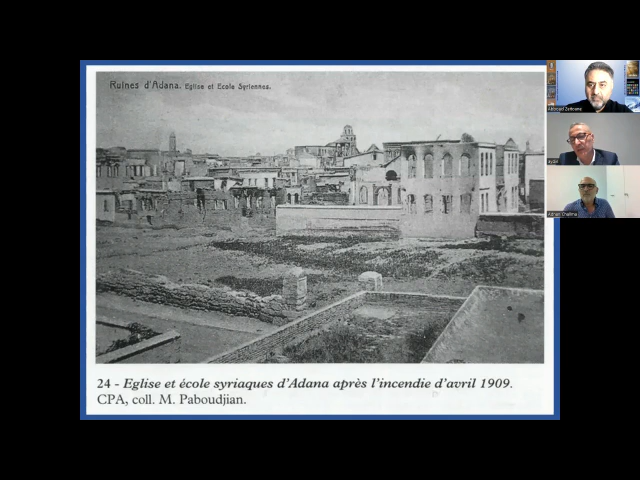 Ruines d'Adana. Eglise et Ecole Syriennes.
24 - Eglise et école syriaques d'Adana après l'incendie d'avril 1909.
CPA, coll. M. Paboudjian.